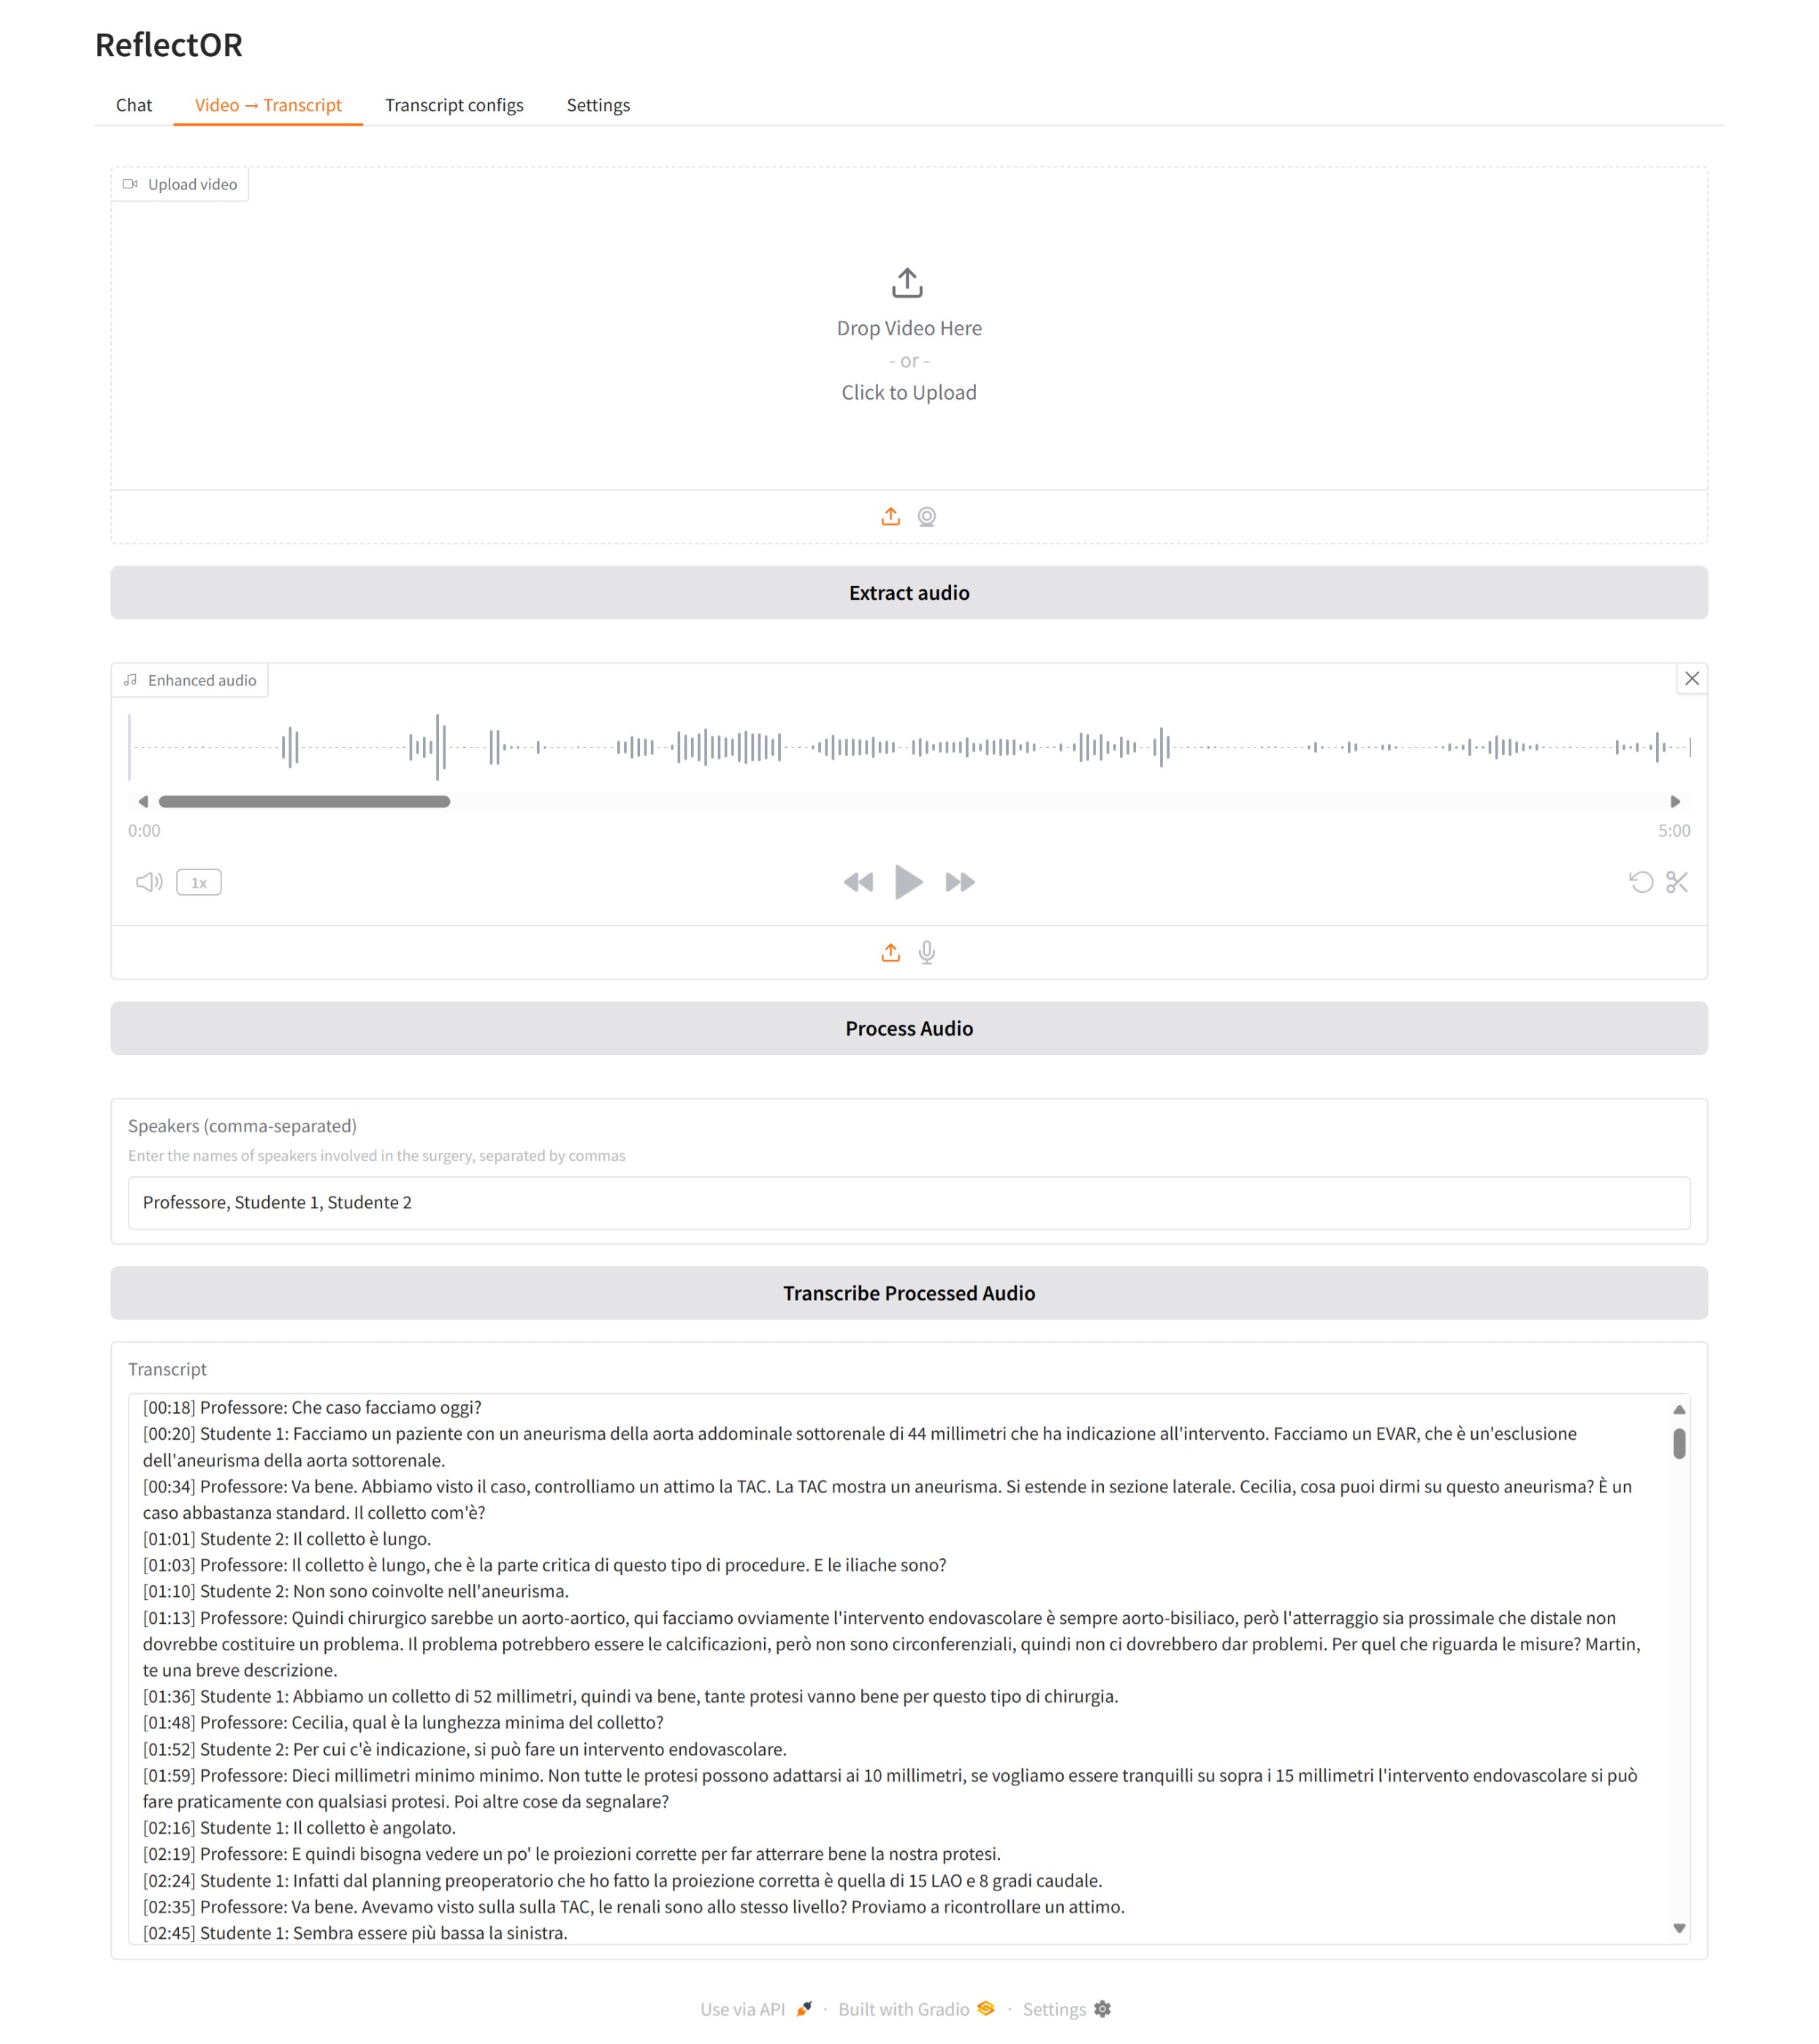 ReflectOR
Chat
Video → Transcript
Transcript configs
Settings
Upload video
Drop Video Here
- or -
Click to Upload
Extract audio
Enhanced audio
0:00
5:00
1x
Process Audio
Speakers (comma-separated)
Enter the names of speakers involved in the surgery, separated by commas
Professore, Studente 1, Studente 2
Transcribe Processed Audio
Transcript
[00:18] Professore: Che caso facciamo oggi?
[00:20] Studente 1: Facciamo un paziente con un aneurisma della aorta addominale sottorenale di 44 millimetri che ha indicazione all'intervento. Facciamo un EVAR, che è un'esclusione
dell'aneurisma della aorta sottorenale.
[00:34] Professore: Va bene. Abbiamo visto il caso, controlliamo un attimo la TAC. La TAC mostra un aneurisma. Si estende in sezione laterale. Cecilia, cosa puoi dirmi su questo aneurisma? È un
caso abbastanza standard. Il colletto com'è?
[01:01] Studente 2: Il colletto è lungo.
[01:03] Professore: Il colletto è lungo, che è la parte critica di questo tipo di procedure. E le iliache sono?
[01:10] Studente 2: Non sono coinvolte nell'aneurisma.
[01:13] Professore: Quindi chirurgico sarebbe un aorto-aortico, qui facciamo ovviamente l'intervento endovascolare è sempre aorto-bisiliaco, però l'atterraggio sia prossimale che distale non
dovrebbe costituire un problema. Il problema potrebbero essere le calcificazioni, però non sono circonferenziali, quindi non ci dovrebbero dar problemi. Per quel che riguarda le misure? Martin,
te una breve descrizione.
[01:36] Studente 1: Abbiamo un colletto di 52 millimetri, quindi va bene, tante protesi vanno bene per questo tipo di chirurgia.
[01:48] Professore: Cecilia, qual è la lunghezza minima del colletto?
[01:52] Studente 2: Per cui c'è indicazione, si può fare un intervento endovascolare.
[01:59] Professore: Dieci millimetri minimo minimo. Non tutte le protesi possono adattarsi ai 10 millimetri, se vogliamo essere tranquilli su sopra i 15 millimetri l'intervento endovascolare si può
fare praticamente con qualsiasi protesi. Poi altre cose da segnalare?
[02:16] Studente 1: Il colletto è angolato.
[02:19] Professore: E quindi bisogna vedere un po' le proiezioni corrette per far atterrare bene la nostra protesi.
[02:24] Studente 1: Infatti dal planning preoperatorio che ho fatto la proiezione corretta è quella di 15 LAO e 8 gradi caudale.
[02:35] Professore: Va bene. Avevamo visto sulla sulla TAC, le renali sono allo stesso livello? Proviamo a ricontrollare un attimo.
[02:45] Studente 1: Sembra essere più bassa la sinistra.
Use via API · Built with Gradio · Settings